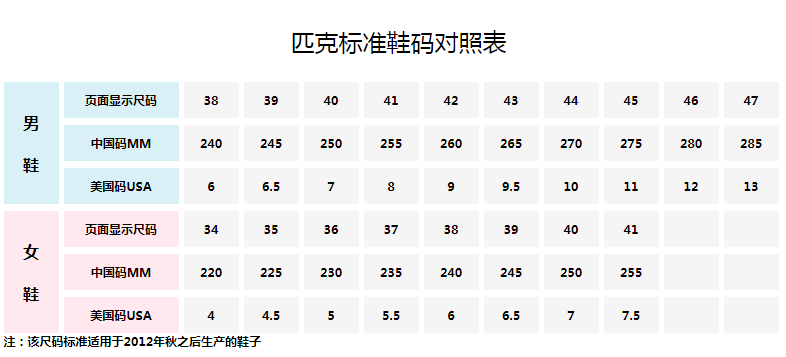 匹克标准鞋码对照表
男鞋
页面显示尺码 38 39 40 41 42 43 44 45 46 47
中国码MM 240 245 250 255 260 265 270 275 280 285
美国码USA 6 6.5 7 8 9 9.5 10 11 12 13
女鞋
页面显示尺码 34 35 36 37 38 39 40 41
中国码MM 220 225 230 235 240 245 250 255
美国码USA 4 4.5 5 5.5 6 6.5 7 7.5
注：该尺码标准适用于2012年秋之后生产的鞋子